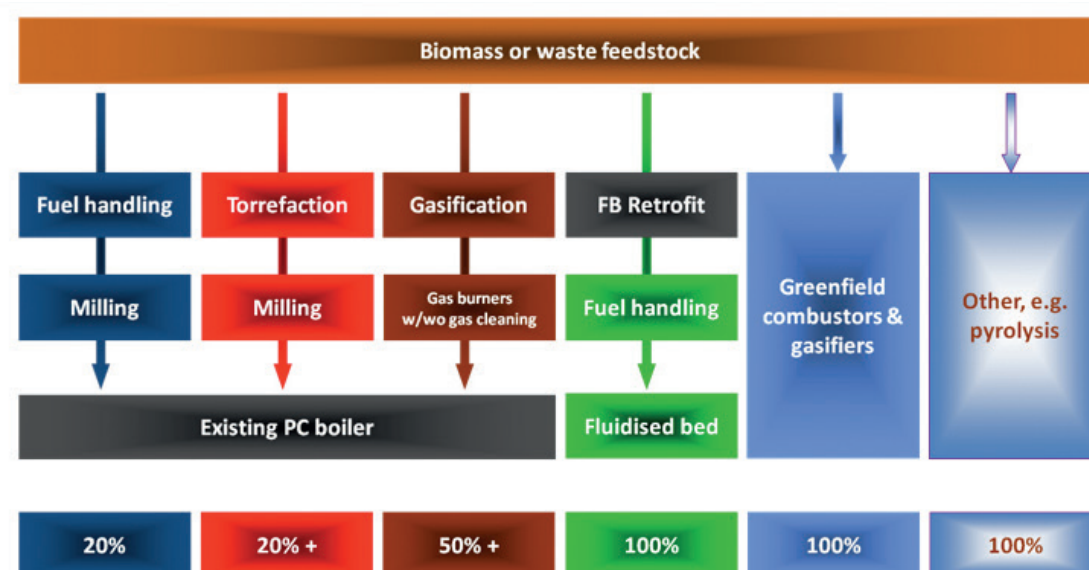 Biomass or waste feedstock
Fuel handling
Torrefaction
Gasification
FB Retrofit
Milling
Milling
Gas burners
w/wo gas cleaning
Fuel handling
Greenfield
combustors &
gasifiers
Other, e.g.
pyrolysis
Existing PC boiler
Fluidised bed
20%
20% +
50% +
100%
100%
100%